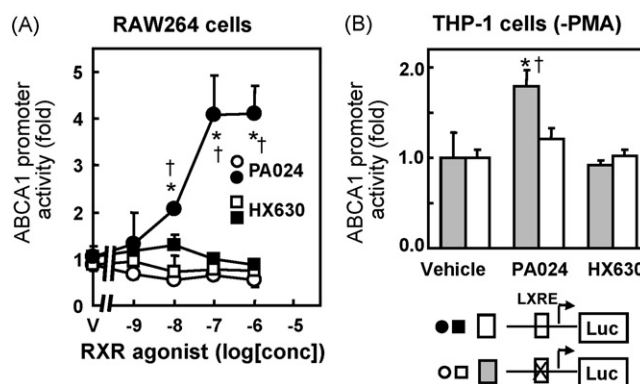 (A) RAW264 cells
ABCA1 promoter
activity (fold)
5
4
3
2
1
0
† * * † * †
PA024
HX630
V -9 -8 -7 -6 -5
RXR agonist (log[conc])
(B) THP-1 cells (-PMA)
ABCA1 promoter
activity (fold)
2.0
1.0
0.0
* †
Vehicle PA024 HX630
LXRE
Luc
Luc